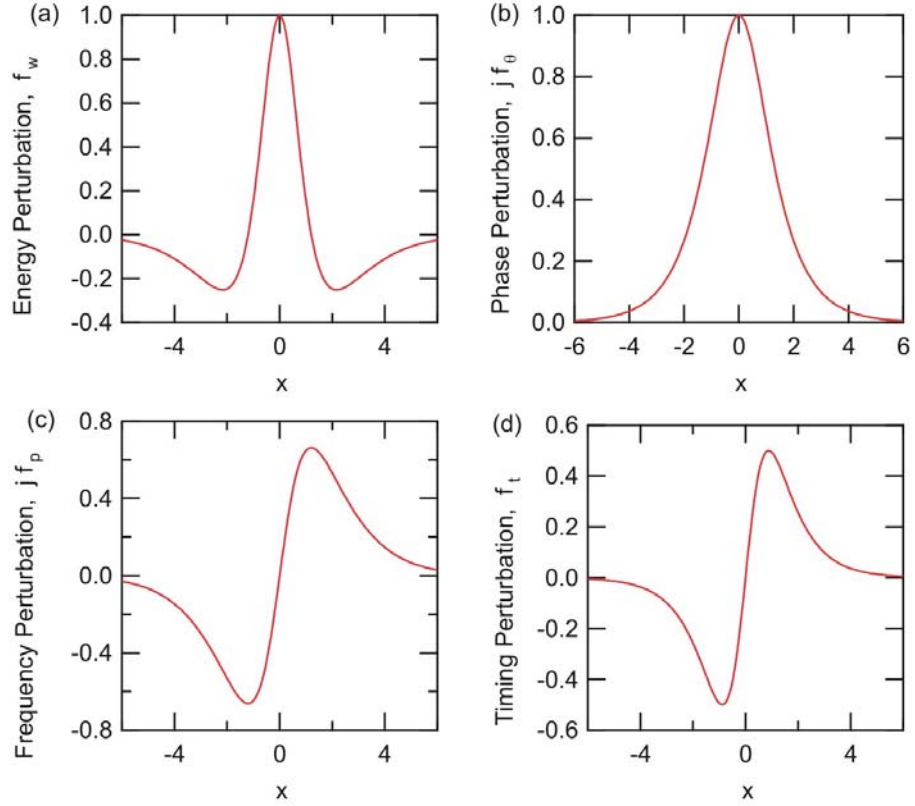 (a)
1.0
0.8
0.6
0.4
0.2
0.0
-0.2
-0.4
Energy Perturbation, f_w
-4 0 4
x
(b)
1.0
0.8
0.6
0.4
0.2
0.0
Phase Perturbation, j f_θ
-6 -4 -2 0 2 4 6
x
(c)
0.8
0.4
0.0
-0.4
-0.8
Frequency Perturbation, j f_p
-4 0 4
x
(d)
0.6
0.4
0.2
0.0
-0.2
-0.4
-0.6
Timing Perturbation, f_t
-4 0 4
x